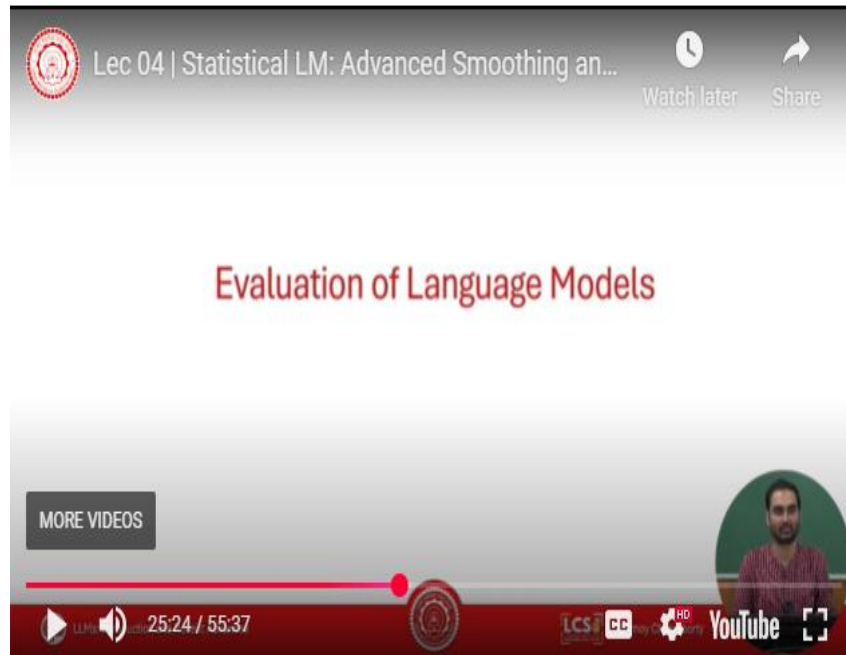 Lec 04 | Statistical LM: Advanced Smoothing an...
Watch later
Share
Evaluation of Language Models
MORE VIDEOS
25:24 / 55:37
LCS
CC
HD
YouTube